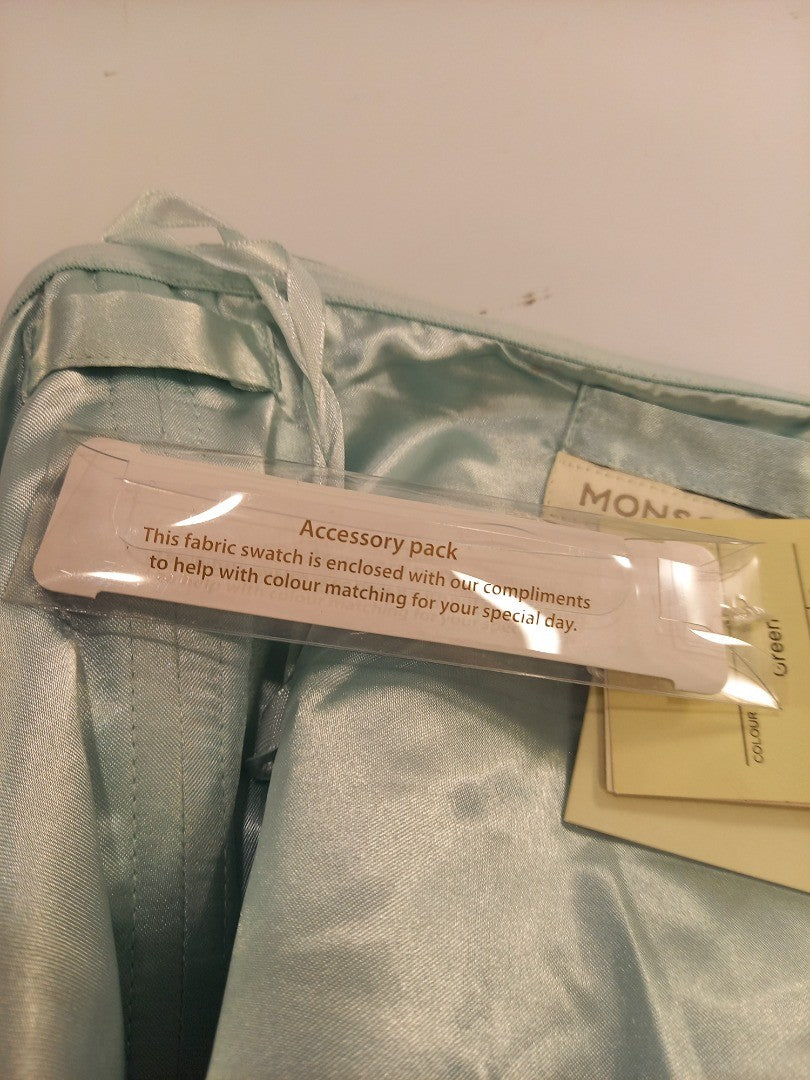 Accessory pack
This fabric swatch is enclosed with our compliments
to help with colour matching for your special day.
MONS
Green
COLOUR